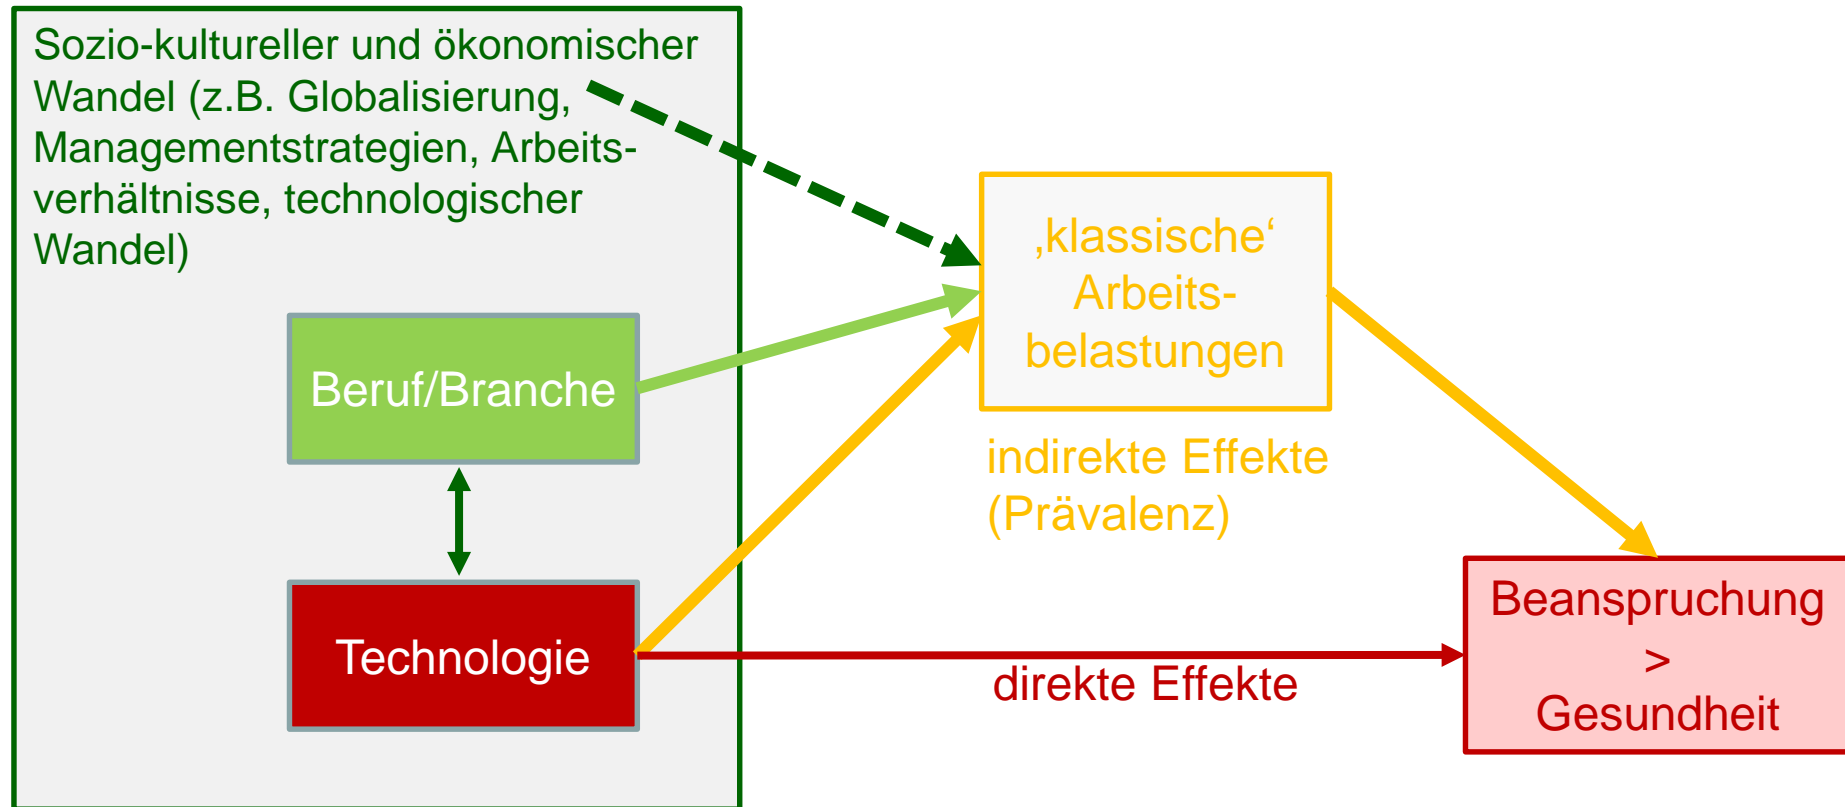 Sozio-kultureller und ökonomischer
Wandel (z.B. Globalisierung,
Managementstrategien, Arbeits-
verhältnisse, technologischer
Wandel)
‚klassische‘
Arbeits-
belastungen
Beruf/Branche
indirekte Effekte
(Prävalenz)
Technologie
direkte Effekte
Beanspruchung
>
Gesundheit